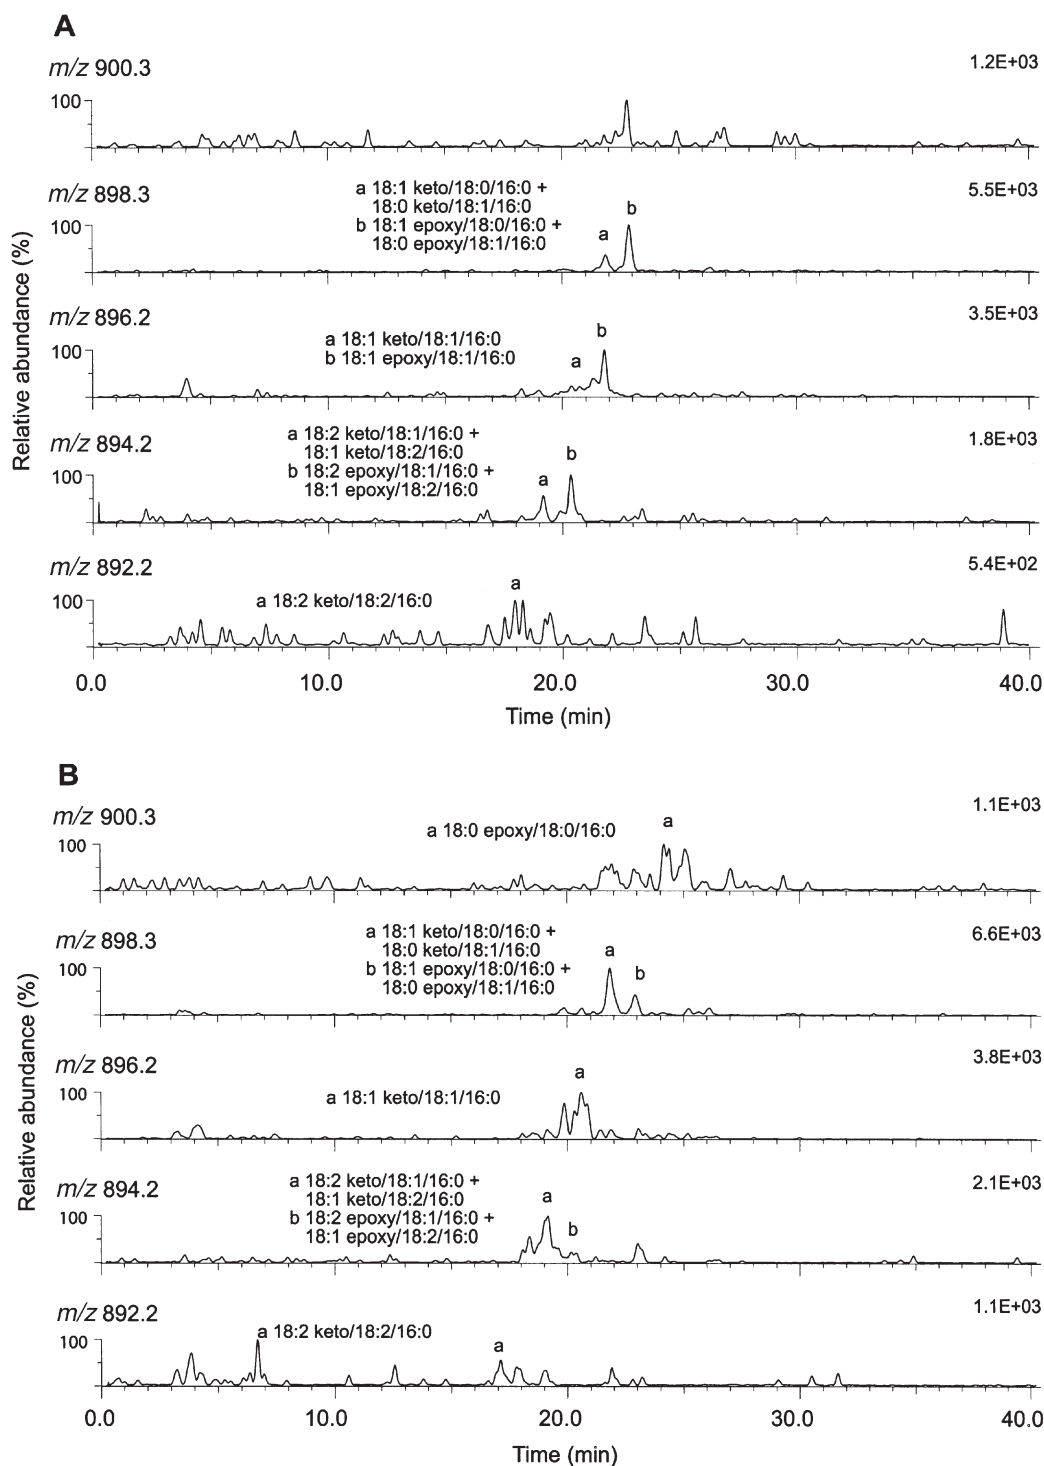 A
m/z 900.3
1.2E+03
100
m/z 898.3
5.5E+03
a 18:1 keto/18:0/16:0 +
18:0 keto/18:1/16:0
b 18:1 epoxy/18:0/16:0 +
18:0 epoxy/18:1/16:0
a
b
100
m/z 896.2
3.5E+03
a 18:1 keto/18:1/16:0
b 18:1 epoxy/18:1/16:0
a
b
100
m/z 894.2
1.8E+03
a 18:2 keto/18:1/16:0 +
18:1 keto/18:2/16:0
b 18:2 epoxy/18:1/16:0 +
18:1 epoxy/18:2/16:0
a
b
100
m/z 892.2
5.4E+02
a 18:2 keto/18:2/16:0
a
100
Relative abundance (%)
0.0 10.0 20.0 30.0 40.0
Time (min)
B
m/z 900.3
1.1E+03
a 18:0 epoxy/18:0/16:0
a
100
m/z 898.3
6.6E+03
a 18:1 keto/18:0/16:0 +
18:0 keto/18:1/16:0
b 18:1 epoxy/18:0/16:0 +
18:0 epoxy/18:1/16:0
a
b
100
m/z 896.2
3.8E+03
a 18:1 keto/18:1/16:0
a
100
m/z 894.2
2.1E+03
a 18:2 keto/18:1/16:0 +
18:1 keto/18:2/16:0
b 18:2 epoxy/18:1/16:0 +
18:1 epoxy/18:2/16:0
a
b
100
m/z 892.2
1.1E+03
a 18:2 keto/18:2/16:0
a
100
Relative abundance (%)
0.0 10.0 20.0 30.0 40.0
Time (min)